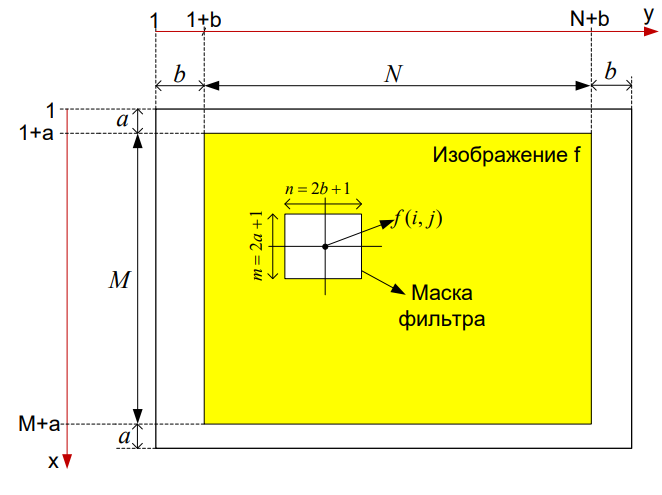 1
1+b
N+b
y
b
N
b
1
a
1+a
Изображение f
n = 2b + 1
m = 2a + 1
f (i, j)
M
Маска
фильтра
M+a
a
x